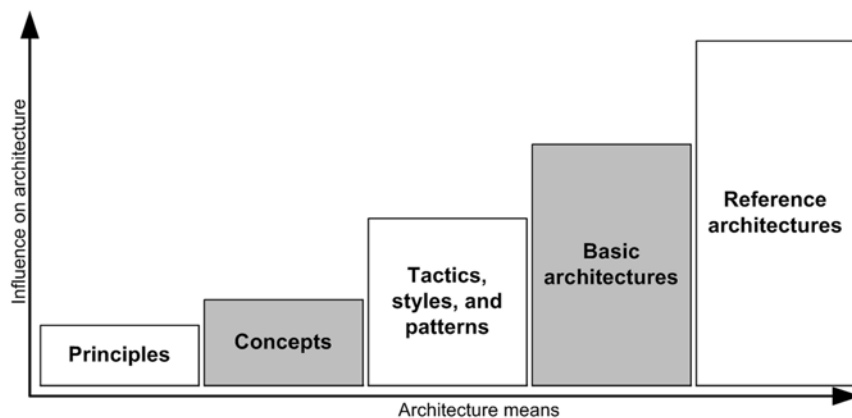 Influence on architecture
Principles
Concepts
Tactics,
styles, and
patterns
Basic
architectures
Reference
architectures
Architecture means